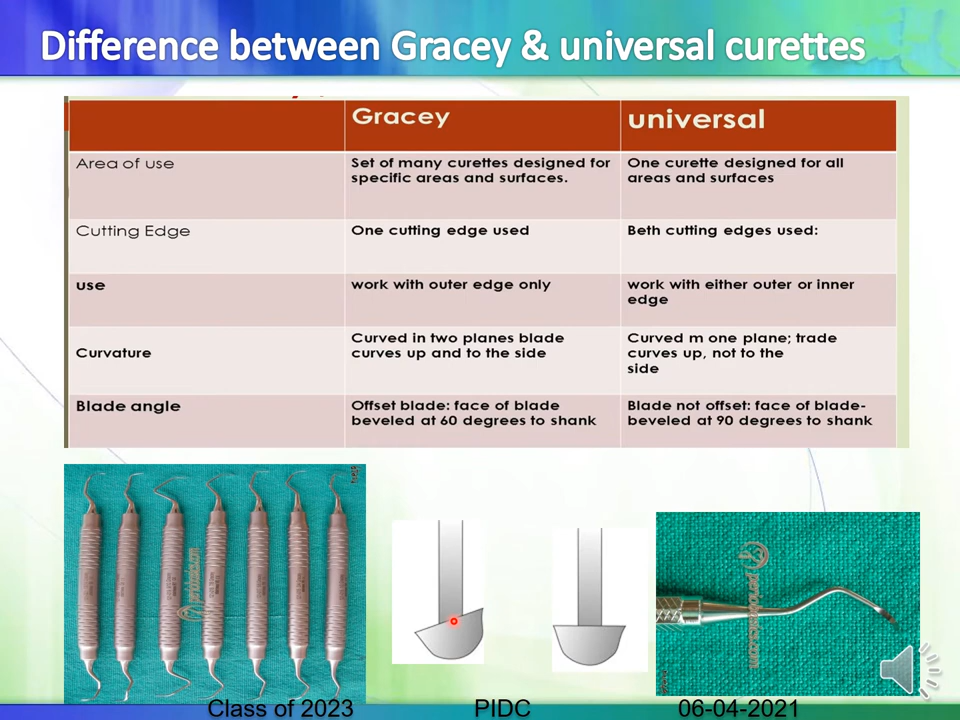 Difference between Gracey & universal curettes
Gracey
universal
Area of use
Set of many curettes designed for
specific areas and surfaces.
One curette designed for all
areas and surfaces
Cutting Edge
One cutting edge used
Beth cutting edges used:
use
work with outer edge only
work with either outer or inner
edge
Curvature
Curved in two planes blade
curves up and to the side
Curved m one plane; trade
curves up, not to the
side
Blade angle
Offset blade: face of blade
beveled at 60 degrees to shank
Blade not offset: face of blade-
beveled at 90 degrees to shank
Class of 2023
PIDC
06-04-2021